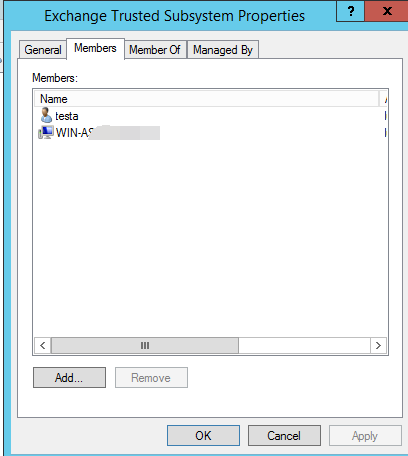 Exchange Trusted Subsystem Properties
? x
General Members Member Of Managed By
Members:
Name
testa
WIN-AS
Add... Remove
OK Cancel Apply